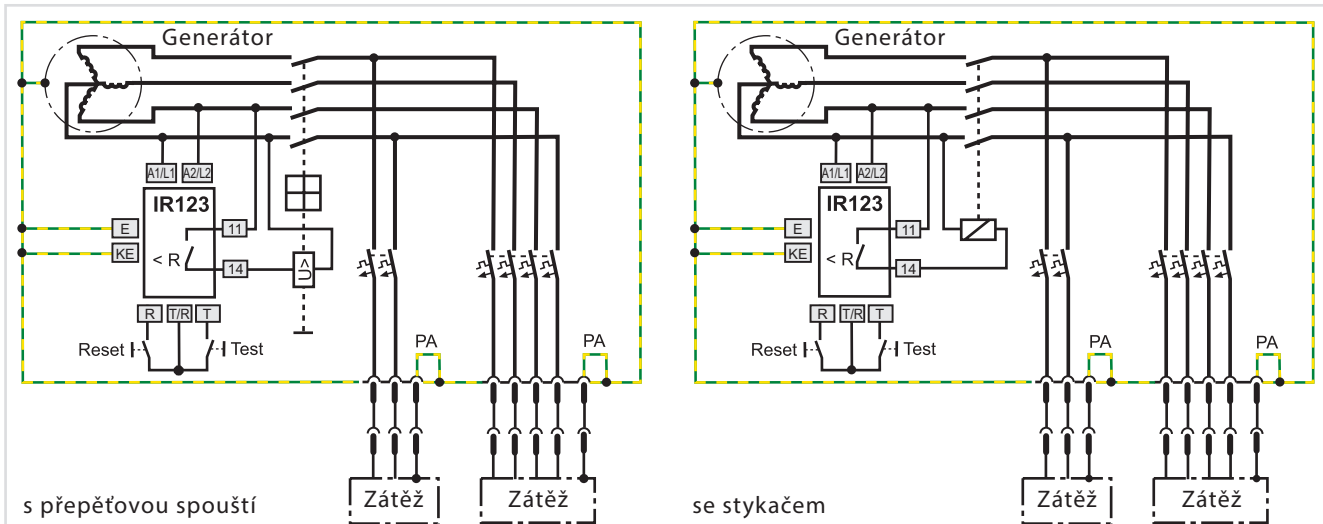 Generátor
A1/L1 A2/L2
IR123
E
11
KE
< R
14
U>
R T/R T
Reset Test
PA
PA
Zátěž
Zátěž
s přepěťovou spouští
Generátor
A1/L1 A2/L2
IR123
E
11
KE
< R
14
R T/R T
Reset Test
PA
PA
Zátěž
Zátěž
se stykačem